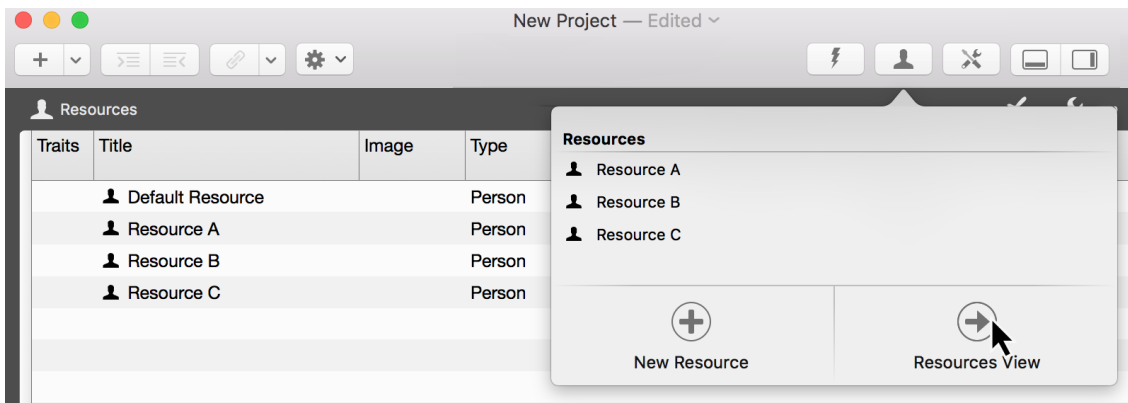 New Project — Edited
Resources
Traits Title Image Type
Default Resource Person
Resource A Person
Resource B Person
Resource C Person
Resources
Resource A
Resource B
Resource C
New Resource
Resources View